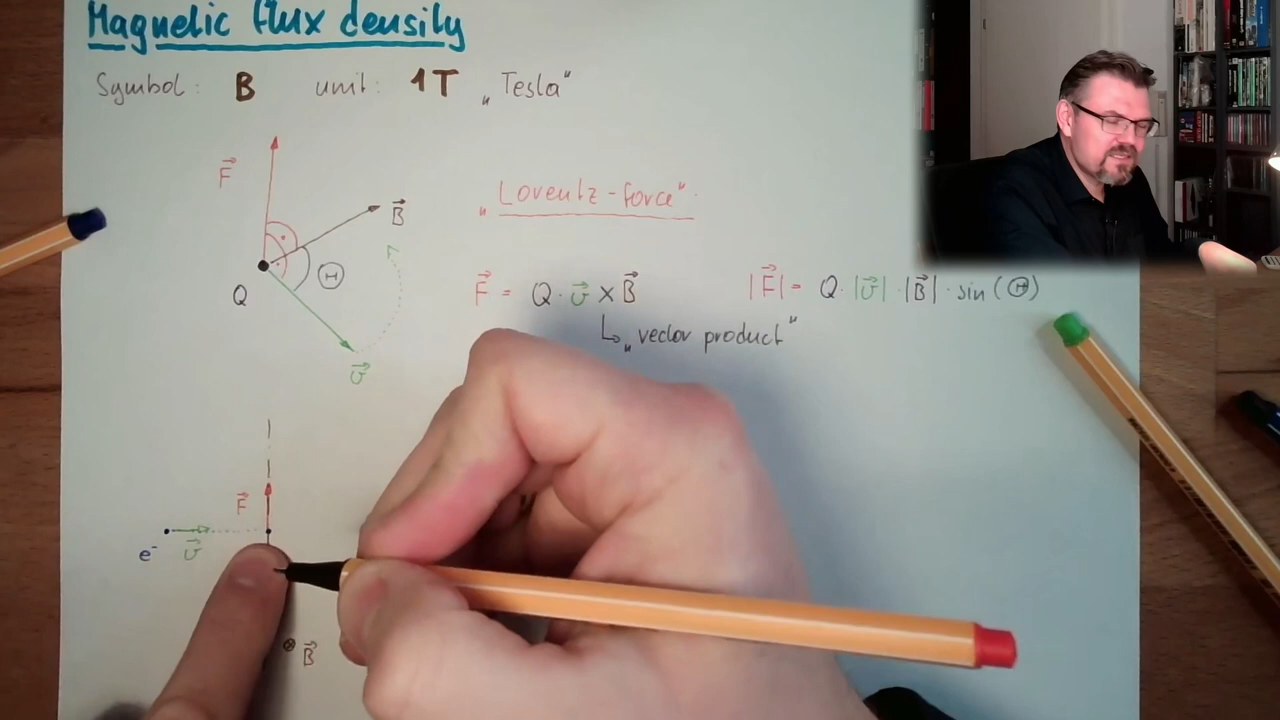 Magnetic flux density
Symbol: B unit: 1T „Tesla"
F⃗
B⃗
„Lorentz-force"
Θ
Q
F⃗ = Q · v⃗ × B⃗
|F⃗| = Q · |v⃗| · |B⃗| · sin(Θ)
„vector product"
v⃗
F⃗
e⁻
v⃗
⊗ B⃗